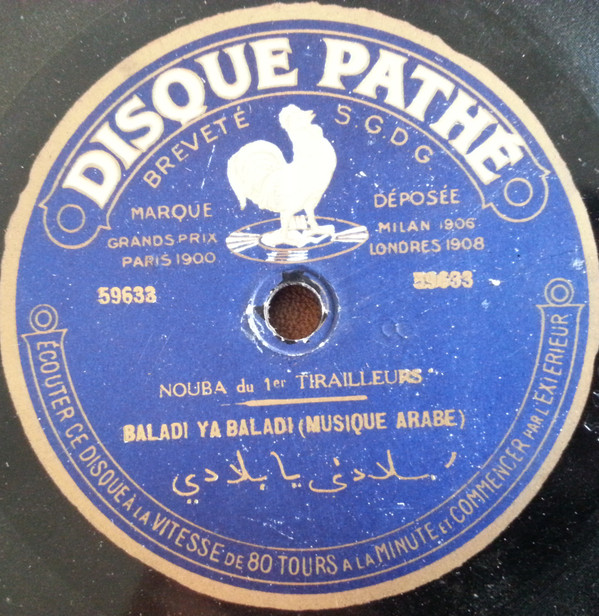 DISQUE PATHÉ
BREVETÉ SGDG
MARQUE DÉPOSÉE
GRANDS PRIX MILAN 1906
PARIS 1900 LONDRES 1908
59633 59633
NOUBA du 1er TIRAILLEURS
BALADI YA BALADI (MUSIQUE ARABE)
بلادي يا بلادي
ÉCOUTER CE DISQUE À LA VITESSE DE 80 TOURS À LA MINUTE et COMMENCER PAR L'EXTERIEUR